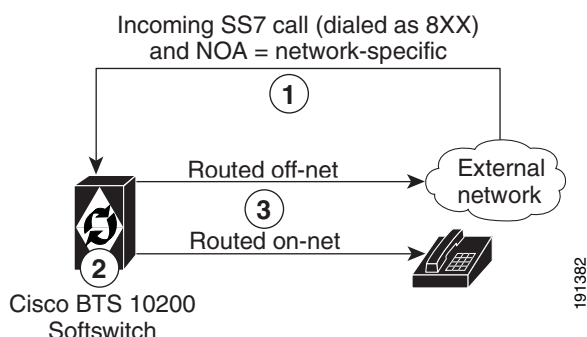 Incoming SS7 call (dialed as 8XX)
and NOA = network-specific
1
Routed off-net
External
network
3
Routed on-net
2
Cisco BTS 10200
Softswitch
191382